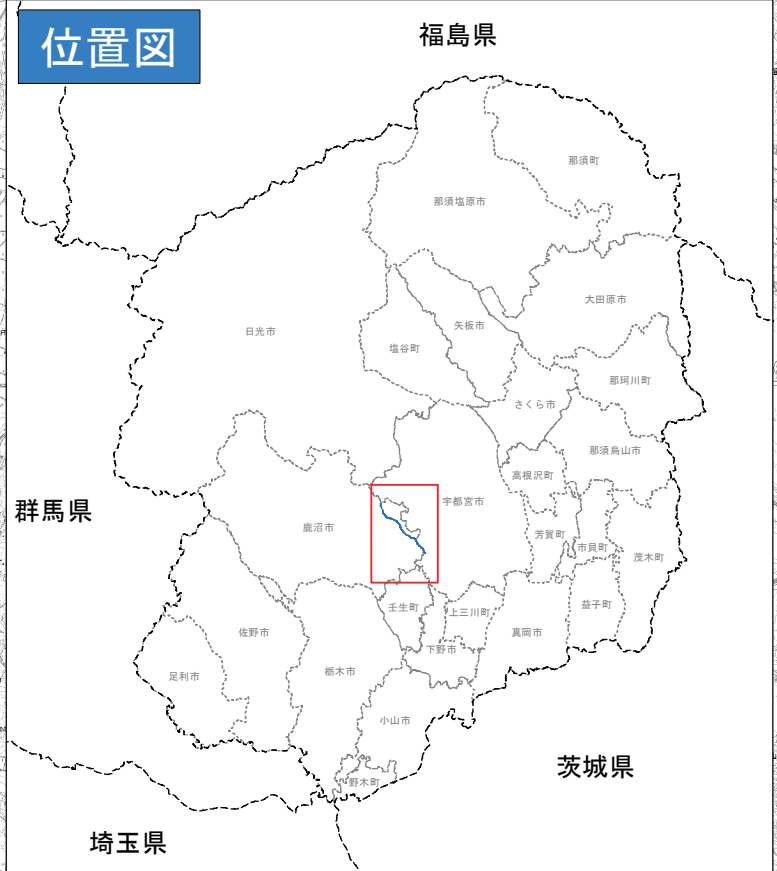 位置図
福島県
那須町
那須塩原市
大田原市
日光市
矢板市
塩谷町
那珂川町
さくら市
那須烏山市
高根沢町
宇都宮市
群馬県
鹿沼市
芳賀町
市貝町
茂木町
壬生町
上三川町
益子町
佐野市
真岡市
下野市
栃木市
足利市
小山市
茨城県
野木町
埼玉県